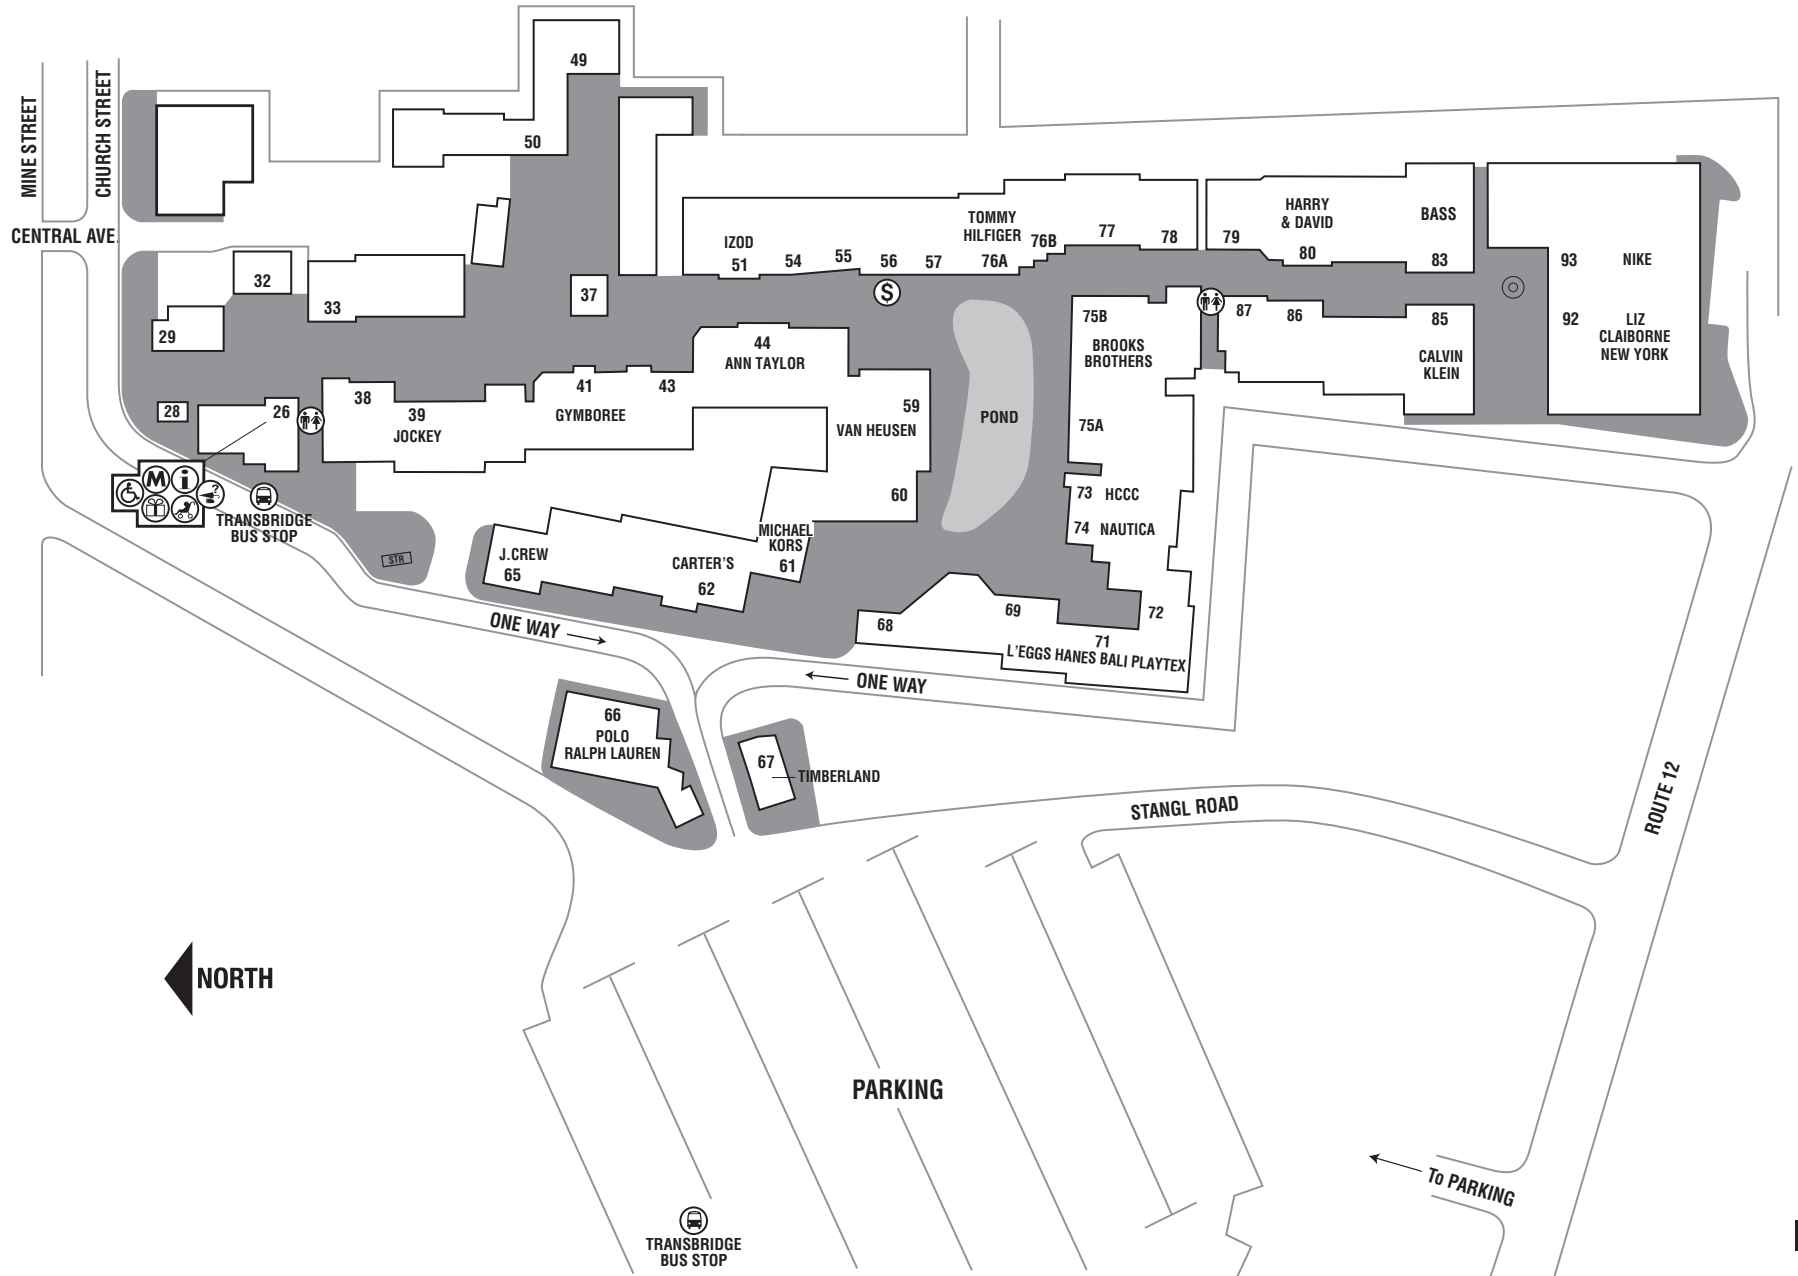 49
MINE STREET
CHURCH STREET
50
CENTRAL AVE.
HARRY
& DAVID
BASS
TOMMY
HILFIGER
76B
77
78
79
80
83
IZOD
51
54
55
56
57
76A
93
NIKE
32
33
37
$
29
75B
87
86
85
92
LIZ
CLAIBORNE
NEW YORK
BROOKS
BROTHERS
CALVIN
KLEIN
44
ANN TAYLOR
41
43
GYMBOREE
38
39
JOCKEY
28
26
59
VAN HEUSEN
POND
75A
60
73
HCCC
74
NAUTICA
M
i
?
TRANSBRIDGE
BUS STOP
STR
MICHAEL
KORS
61
J.CREW
65
CARTER'S
62
68
69
72
71
L'EGGS HANES BALI PLAYTEX
ONE WAY
ONE WAY
66
POLO
RALPH LAUREN
67
TIMBERLAND
STANGL ROAD
ROUTE 12
NORTH
PARKING
To PARKING
TRANSBRIDGE
BUS STOP